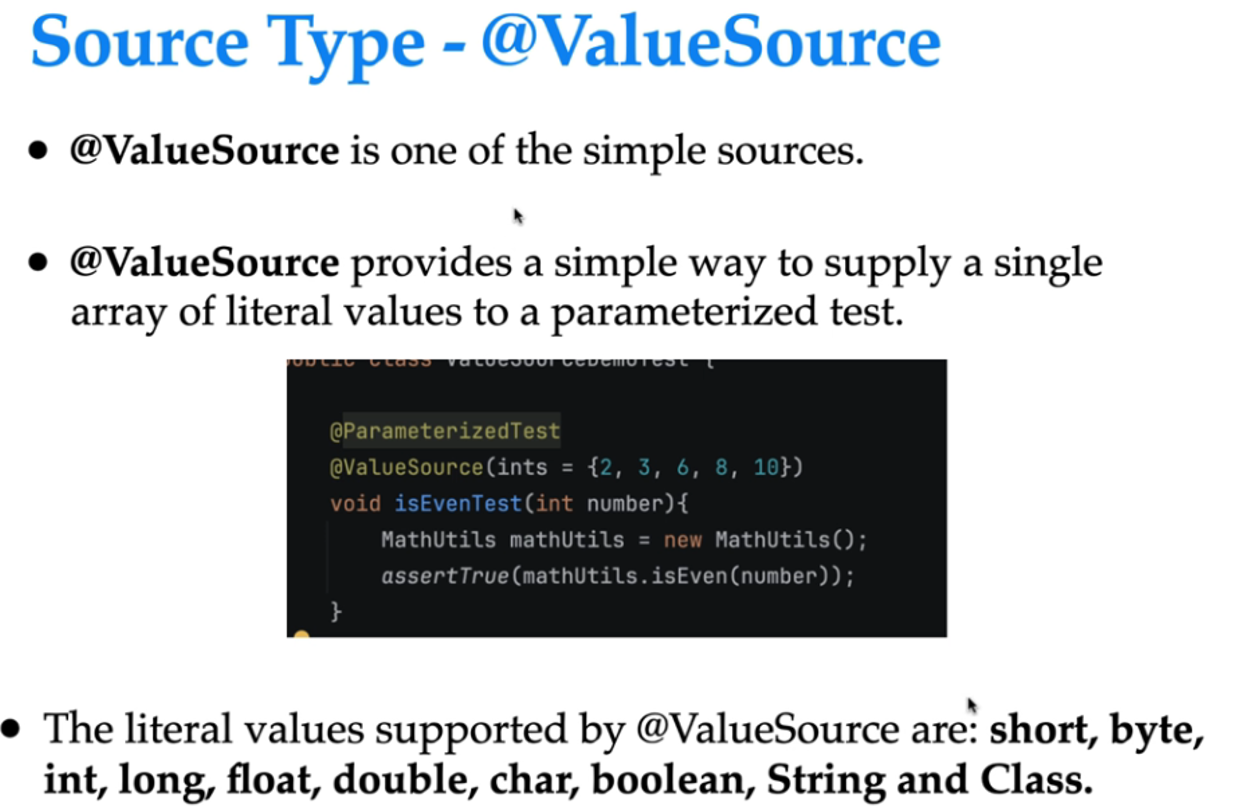 Source Type - @ValueSource
● @ValueSource is one of the simple sources.
● @ValueSource provides a simple way to supply a single
array of literal values to a parameterized test.
public class ValueSourceDemoTest {
@ParameterizedTest
@ValueSource(ints = {2, 3, 6, 8, 10})
void isEvenTest(int number){
MathUtils mathUtils = new MathUtils();
assertTrue(mathUtils.isEven(number));
}
● The literal values supported by @ValueSource are: short, byte,
int, long, float, double, char, boolean, String and Class.